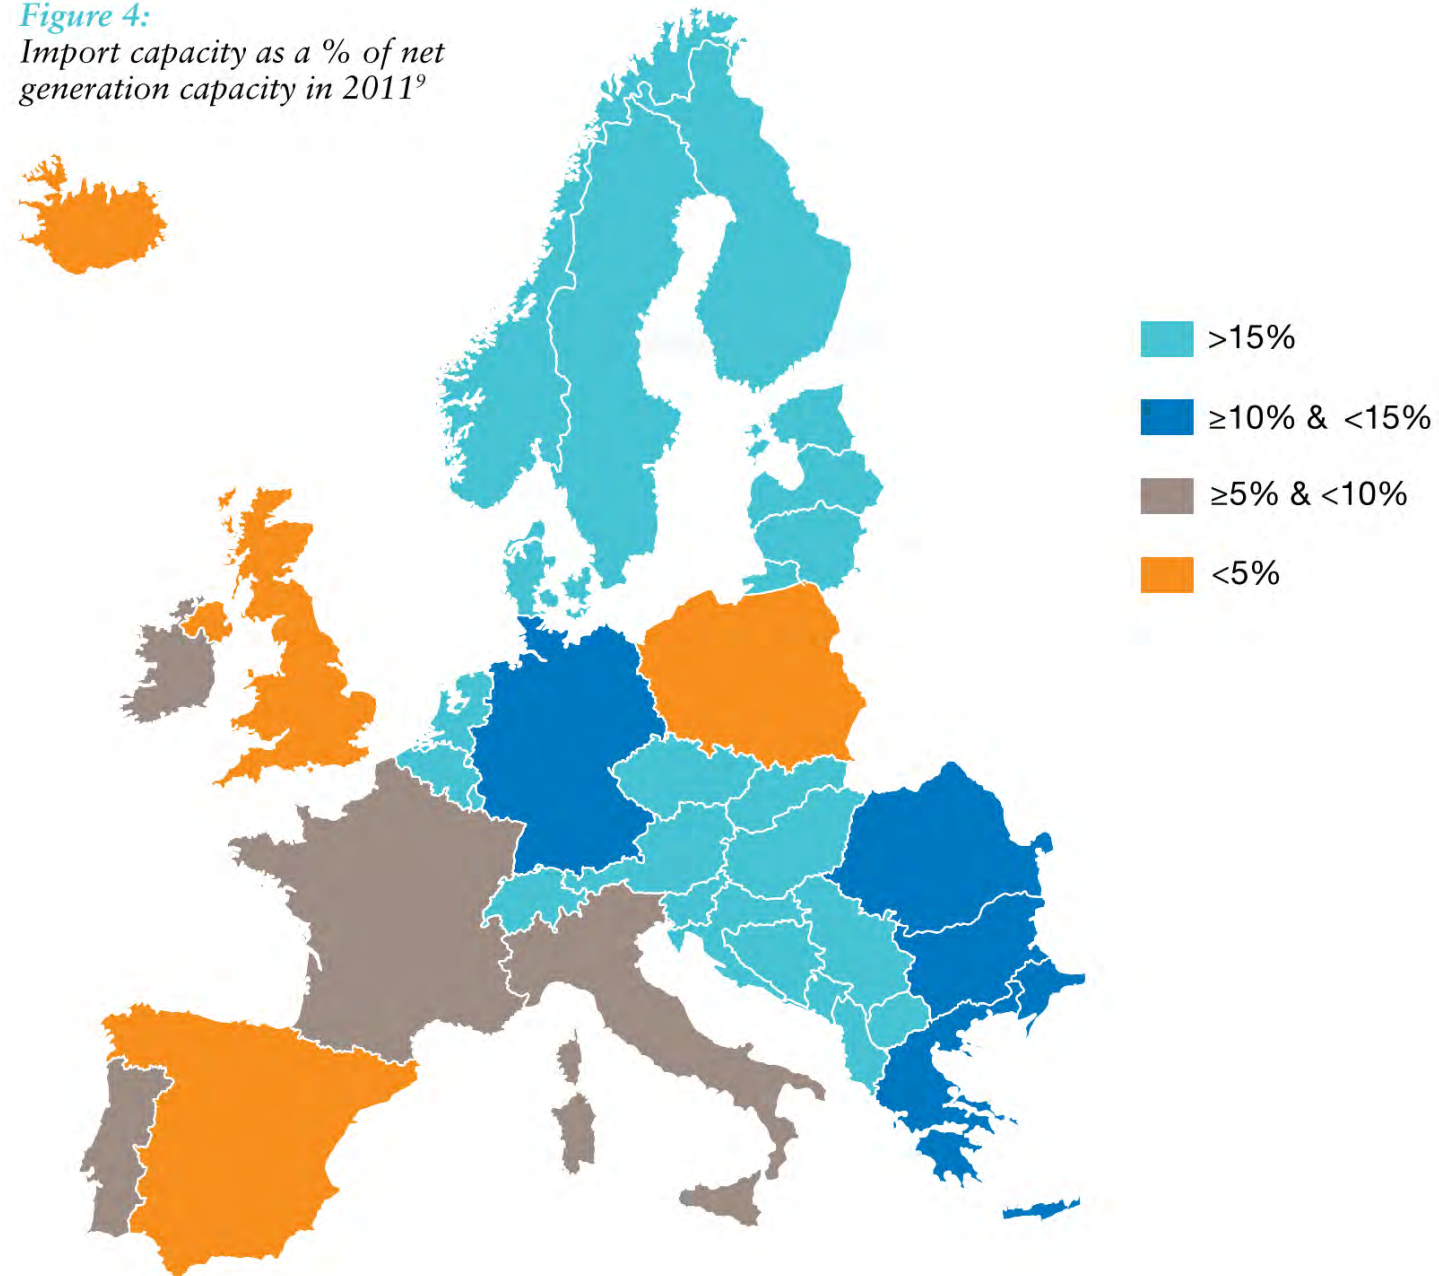 Figure 4:
Import capacity as a % of net
generation capacity in 2011⁹
>15%
≥10% & <15%
≥5% & <10%
<5%